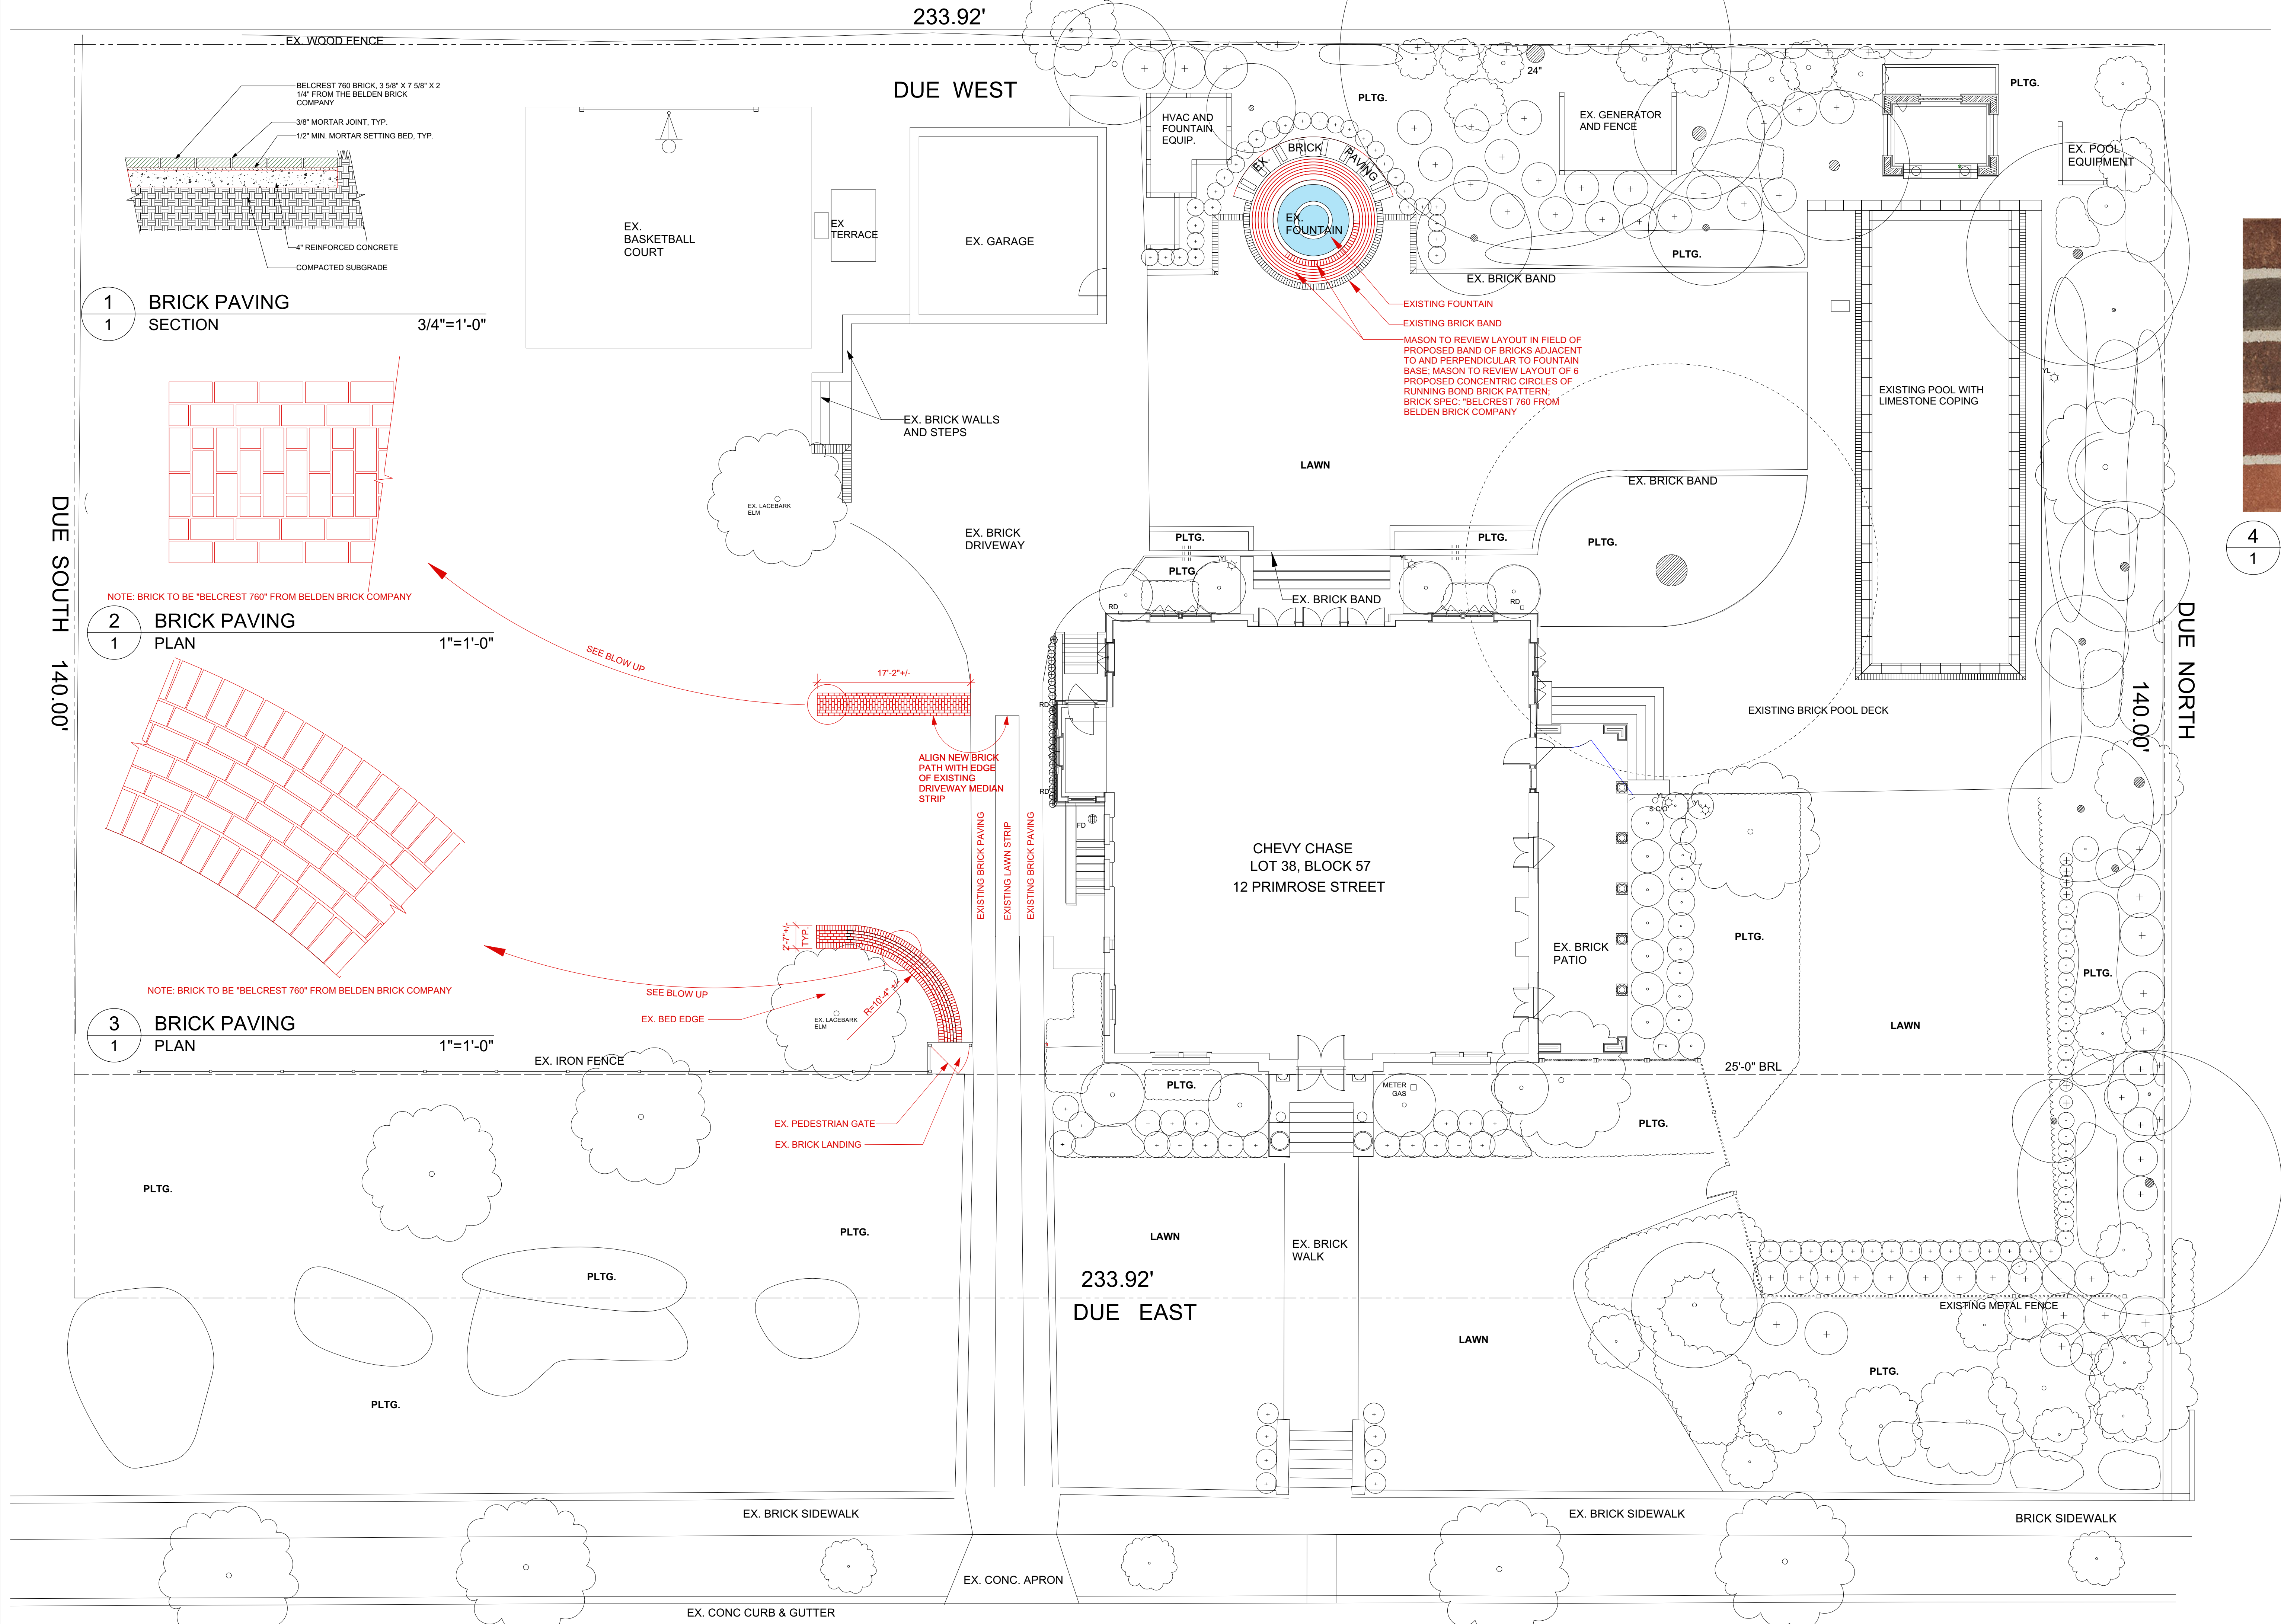 233.92'
EX. WOOD FENCE
DUE WEST
24"
PLTG.
PLTG.
BELCREST 760 BRICK, 3 5/8" X 7 5/8" X 2
1/4" FROM THE BELDEN BRICK
COMPANY
3/8" MORTAR JOINT, TYP.
1/2" MIN. MORTAR SETTING BED, TYP.
4" REINFORCED CONCRETE
COMPACTED SUBGRADE
1
1
BRICK PAVING
SECTION
3/4"=1'-0"
HVAC AND
FOUNTAIN
EQUIP.
EX. BRICK PAVING
EX.
FOUNTAIN
EX. GENERATOR
AND FENCE
EX. POOL
EQUIPMENT
EX.
BASKETBALL
COURT
EX
TERRACE
EX. GARAGE
PLTG.
EX. BRICK BAND
EXISTING FOUNTAIN
EXISTING BRICK BAND
MASON TO REVIEW LAYOUT IN FIELD OF
PROPOSED BAND OF BRICKS ADJACENT
TO AND PERPENDICULAR TO FOUNTAIN
BASE; MASON TO REVIEW LAYOUT OF 6
PROPOSED CONCENTRIC CIRCLES OF
RUNNING BOND BRICK PATTERN;
BRICK SPEC: "BELCREST 760 FROM
BELDEN BRICK COMPANY
EXISTING POOL WITH
LIMESTONE COPING
YL
EX. BRICK WALLS
AND STEPS
LAWN
EX. BRICK BAND
EX. LACEBARK
ELM
EX. BRICK
DRIVEWAY
PLTG.
PLTG.
PLTG.
4
1
YL
YL
PLTG.
EX. BRICK BAND
RD
RD
DUE SOUTH 140.00'
DUE NORTH
140.00'
NOTE: BRICK TO BE "BELCREST 760" FROM BELDEN BRICK COMPANY
2
1
BRICK PAVING
PLAN
1"=1'-0"
SEE BLOW UP
17'-2"+/-
RD
EXISTING BRICK POOL DECK
ALIGN NEW BRICK
PATH WITH EDGE
OF EXISTING
DRIVEWAY MEDIAN
STRIP
RD
YL
YL
S C/O
FD
EXISTING BRICK PAVING
EXISTING LAWN STRIP
EXISTING BRICK PAVING
CHEVY CHASE
LOT 38, BLOCK 57
12 PRIMROSE STREET
2'-7"+/-
TYP.
R=10'-4" +/-
EX. BRICK
PATIO
PLTG.
PLTG.
NOTE: BRICK TO BE "BELCREST 760" FROM BELDEN BRICK COMPANY
SEE BLOW UP
EX. BED EDGE
EX. LACEBARK
ELM
3
1
BRICK PAVING
PLAN
1"=1'-0"
LAWN
EX. IRON FENCE
25'-0" BRL
PLTG.
METER
GAS
EX. PEDESTRIAN GATE
EX. BRICK LANDING
PLTG.
PLTG.
PLTG.
LAWN
EX. BRICK
WALK
PLTG.
233.92'
DUE EAST
EXISTING METAL FENCE
LAWN
PLTG.
PLTG.
EX. BRICK SIDEWALK
EX. BRICK SIDEWALK
BRICK SIDEWALK
EX. CONC. APRON
EX. CONC CURB & GUTTER